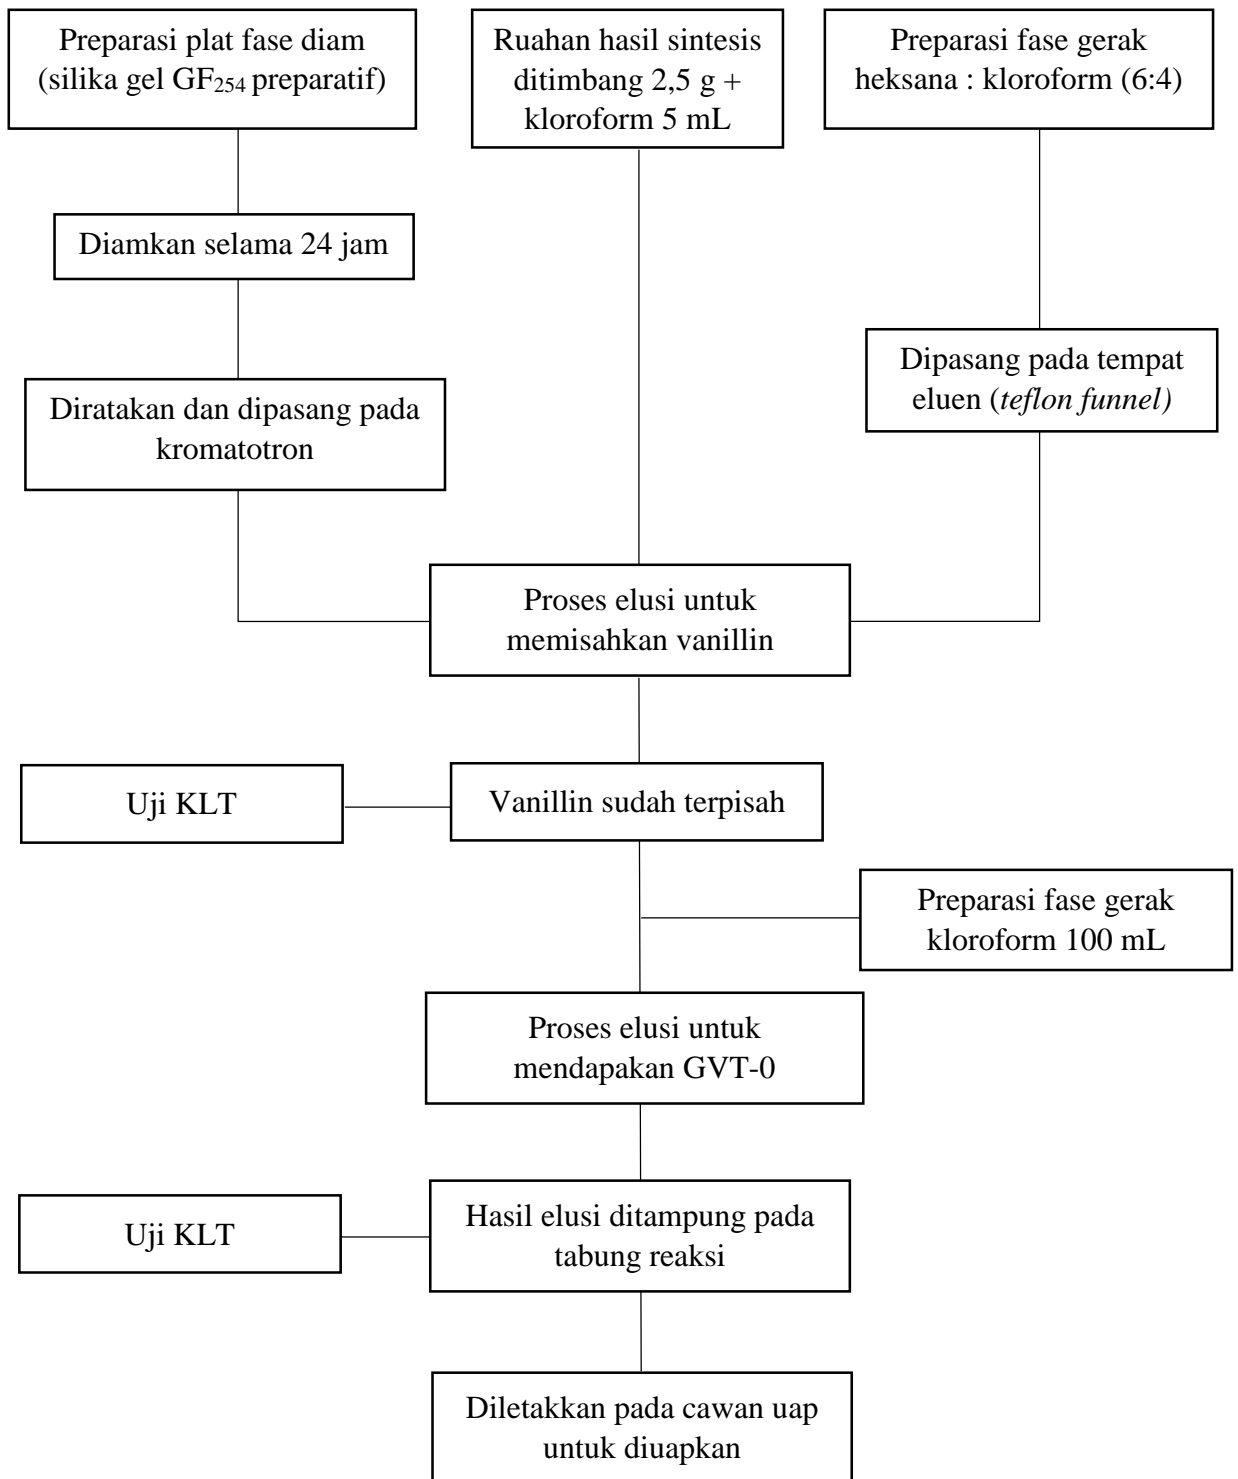 Preparasi plat fase diam
(silika gel GF254 preparatif)
Ruahan hasil sintesis
ditimbang 2,5 g +
kloroform 5 mL
Preparasi fase gerak
heksana : kloroform (6:4)
Diamkan selama 24 jam
Dipasang pada tempat
eluen (teflon funnel)
Diratakan dan dipasang pada
kromatotron
Proses elusi untuk
memisahkan vanillin
Uji KLT
Vanillin sudah terpisah
Preparasi fase gerak
kloroform 100 mL
Proses elusi untuk
mendapakan GVT-0
Uji KLT
Hasil elusi ditampung pada
tabung reaksi
Diletakkan pada cawan uap
untuk diuapkan